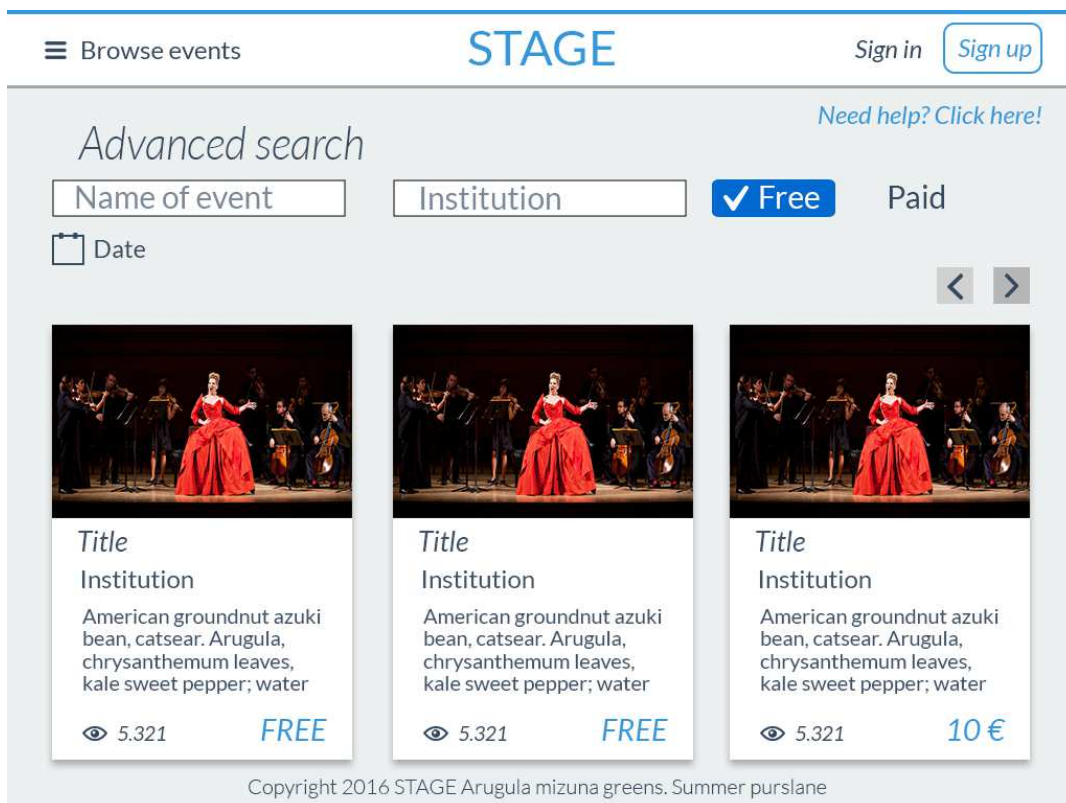 Browse events
STAGE
Sign in
Sign up
Need help? Click here!
Advanced search
Name of event
Institution
Free
Paid
Date
Title
Institution
American groundnut azuki
bean, catsear. Arugula,
chrysanthemum leaves,
kale sweet pepper; water
5.321
FREE
Title
Institution
American groundnut azuki
bean, catsear. Arugula,
chrysanthemum leaves,
kale sweet pepper; water
5.321
FREE
Title
Institution
American groundnut azuki
bean, catsear. Arugula,
chrysanthemum leaves,
kale sweet pepper; water
5.321
10 €
Copyright 2016 STAGE Arugula mizuna greens. Summer purslane